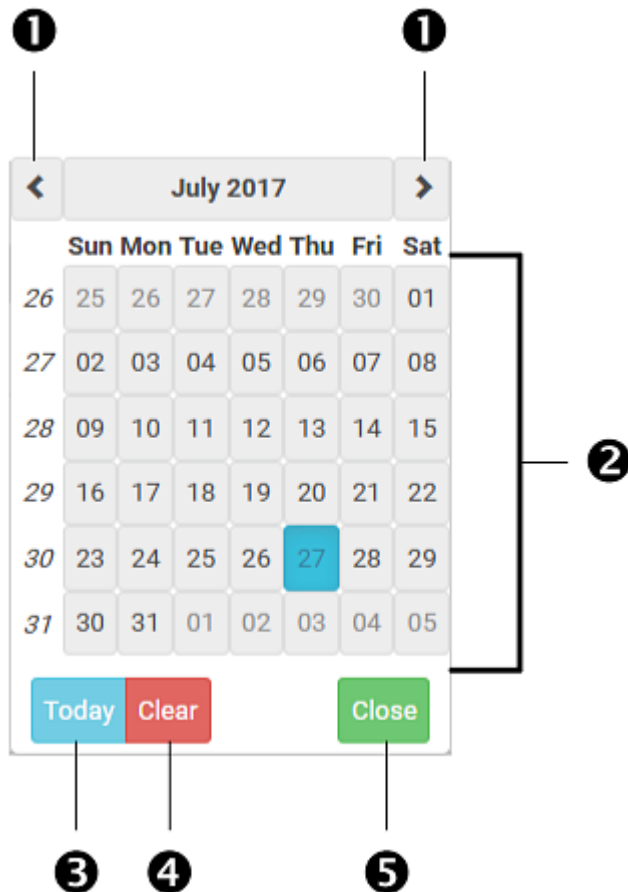 ❶ ❶
July 2017
Sun Mon Tue Wed Thu Fri Sat
26 25 26 27 28 29 30 01
27 02 03 04 05 06 07 08
28 09 10 11 12 13 14 15
29 16 17 18 19 20 21 22
30 23 24 25 26 27 28 29
31 30 31 01 02 03 04 05
❷
Today Clear Close
❸ ❹ ❺